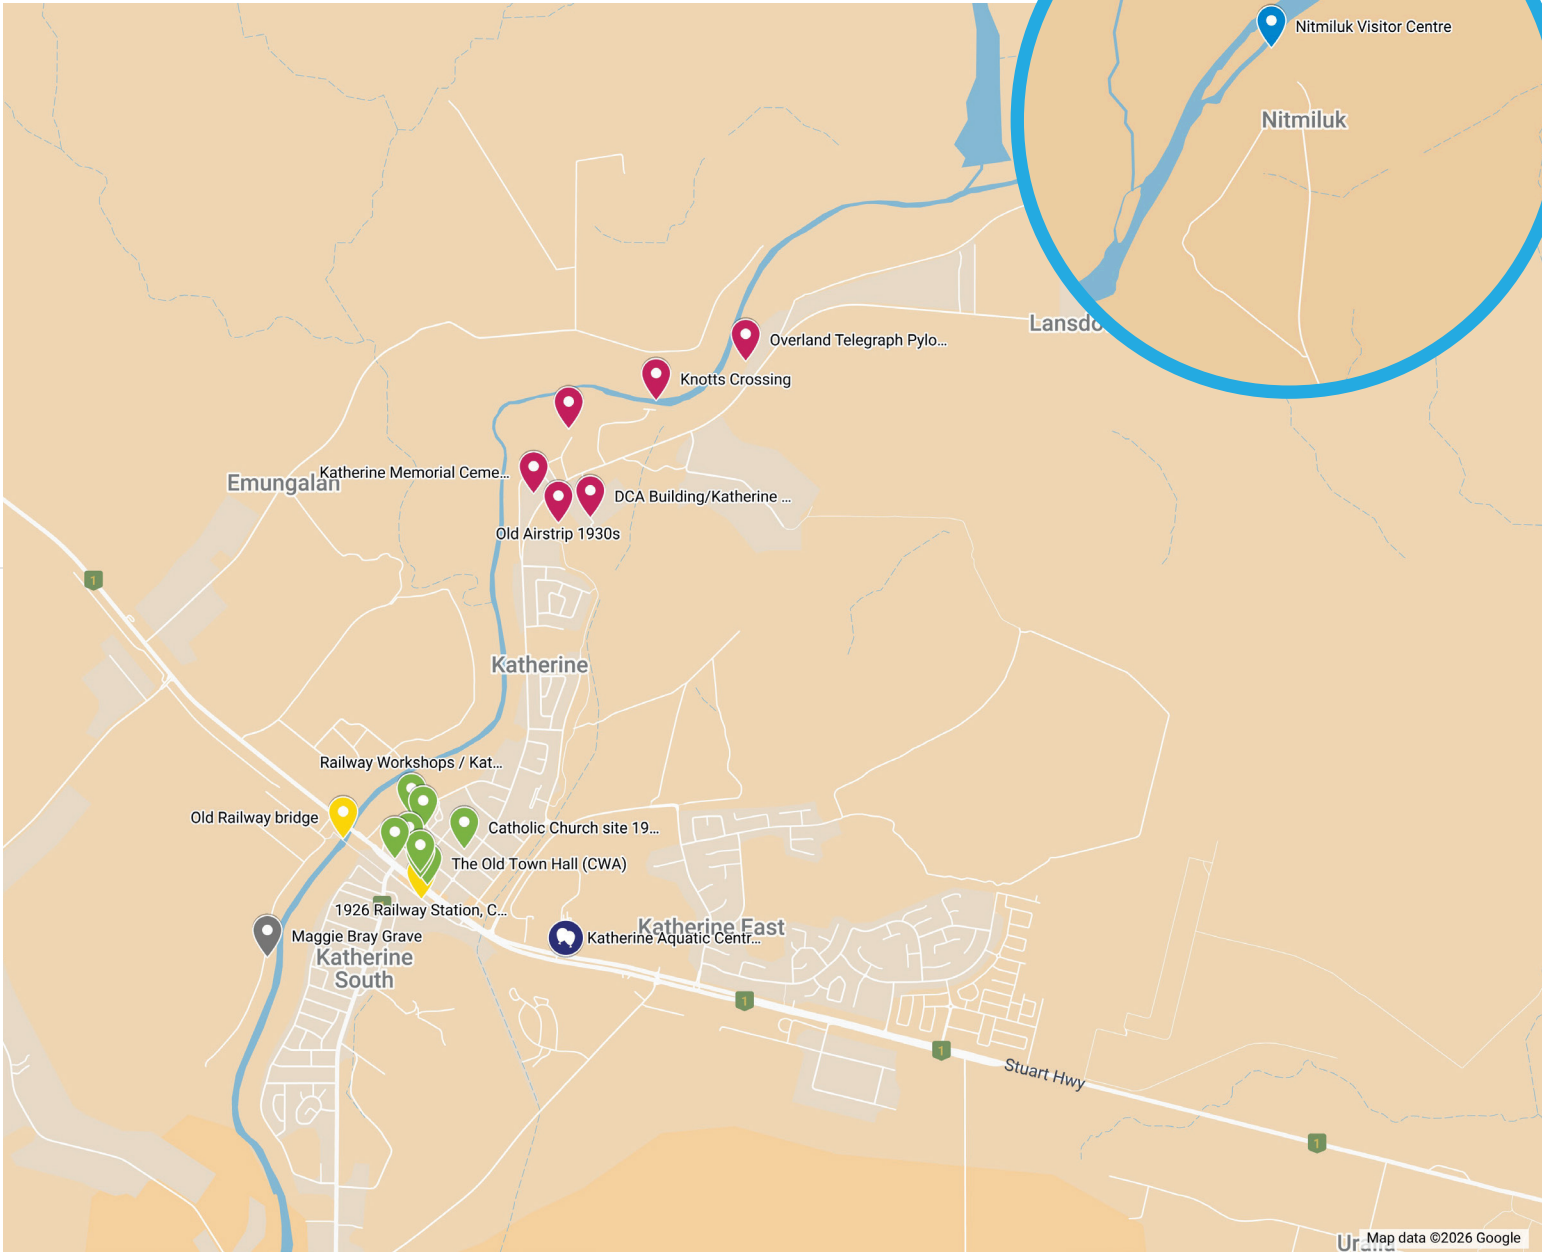 Nitmiluk Visitor Centre
Nitmiluk
Lansdo
Overland Telegraph Pylo...
Knotts Crossing
Katherine Memorial Ceme...
Emungalan
DCA Building/Katherine ...
Old Airstrip 1930s
1
Katherine
Railway Workshops / Kat...
Old Railway bridge
Catholic Church site 19...
The Old Town Hall (CWA)
1926 Railway Station, C...
Maggie Bray Grave
Katherine East
Katherine Aquatic Centr...
Katherine
South
1
1
Stuart Hwy
1
Map data ©2026 Google